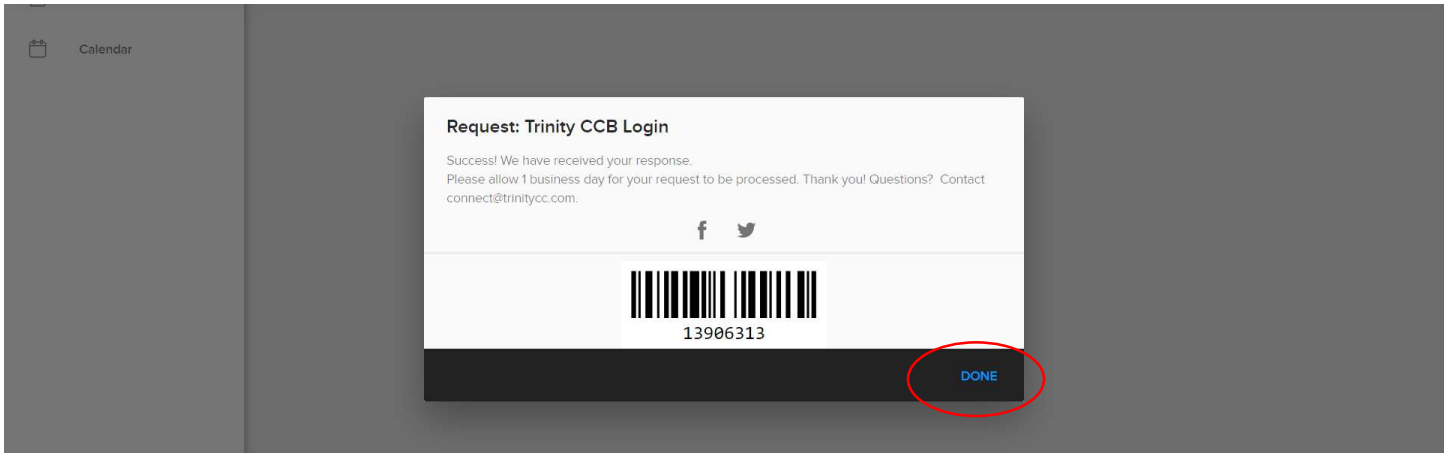 Calendar
Request: Trinity CCB Login
Success! We have received your response.
Please allow 1 business day for your request to be processed. Thank you! Questions? Contact
connect@trinitycc.com.
13906313
DONE